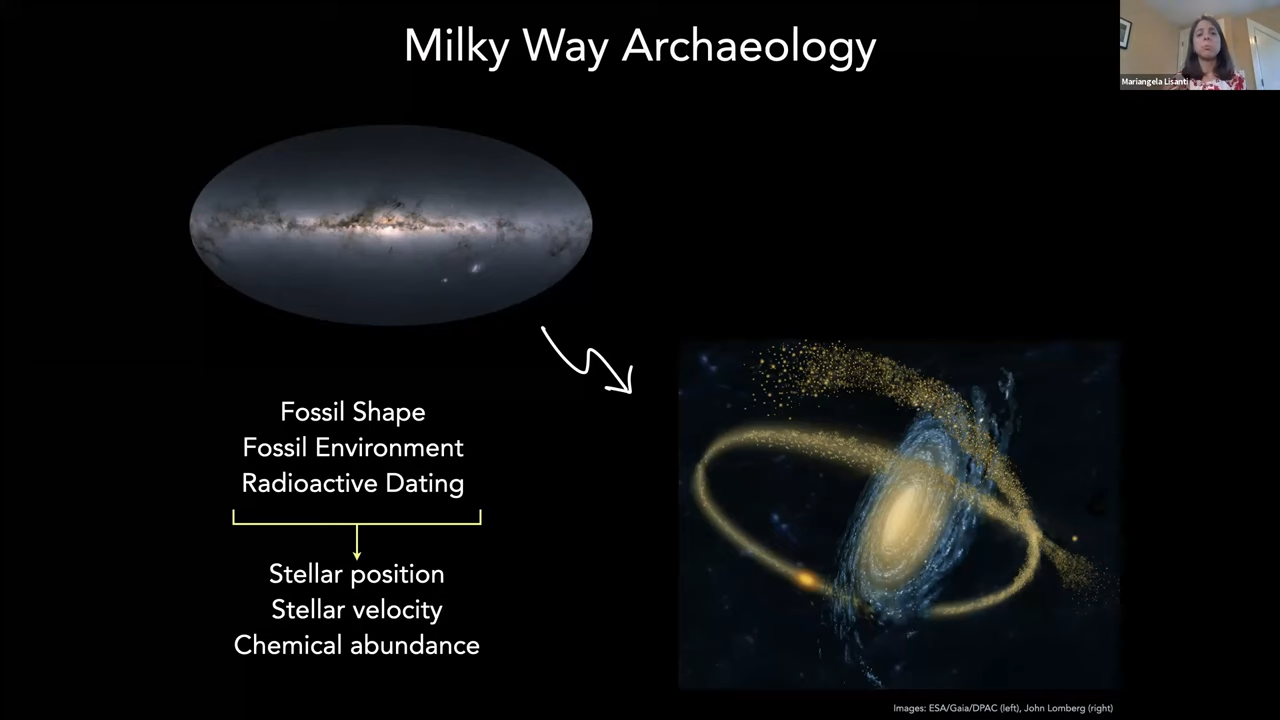 Milky Way Archaeology
Mariangela Lisanti
Fossil Shape
Fossil Environment
Radioactive Dating
Stellar position
Stellar velocity
Chemical abundance
Images: ESA/Gaia/DPAC (left), John Lomberg (right)